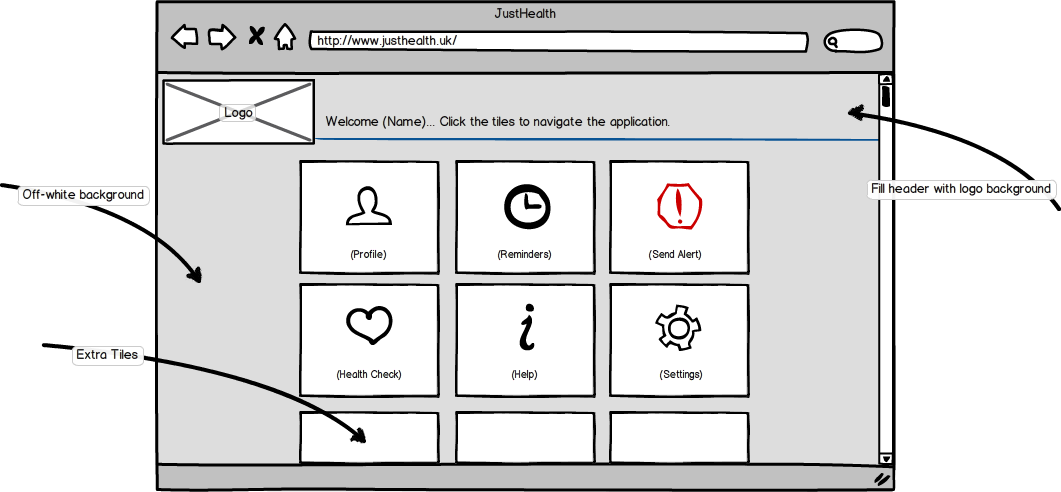 JustHealth
http://www.justhealth.uk/
Logo
Welcome (Name)... Click the tiles to navigate the application.
Off-white background
Fill header with logo background
(Profile)
(Reminders)
(Send Alert)
Extra Tiles
(Health Check)
(Help)
(Settings)